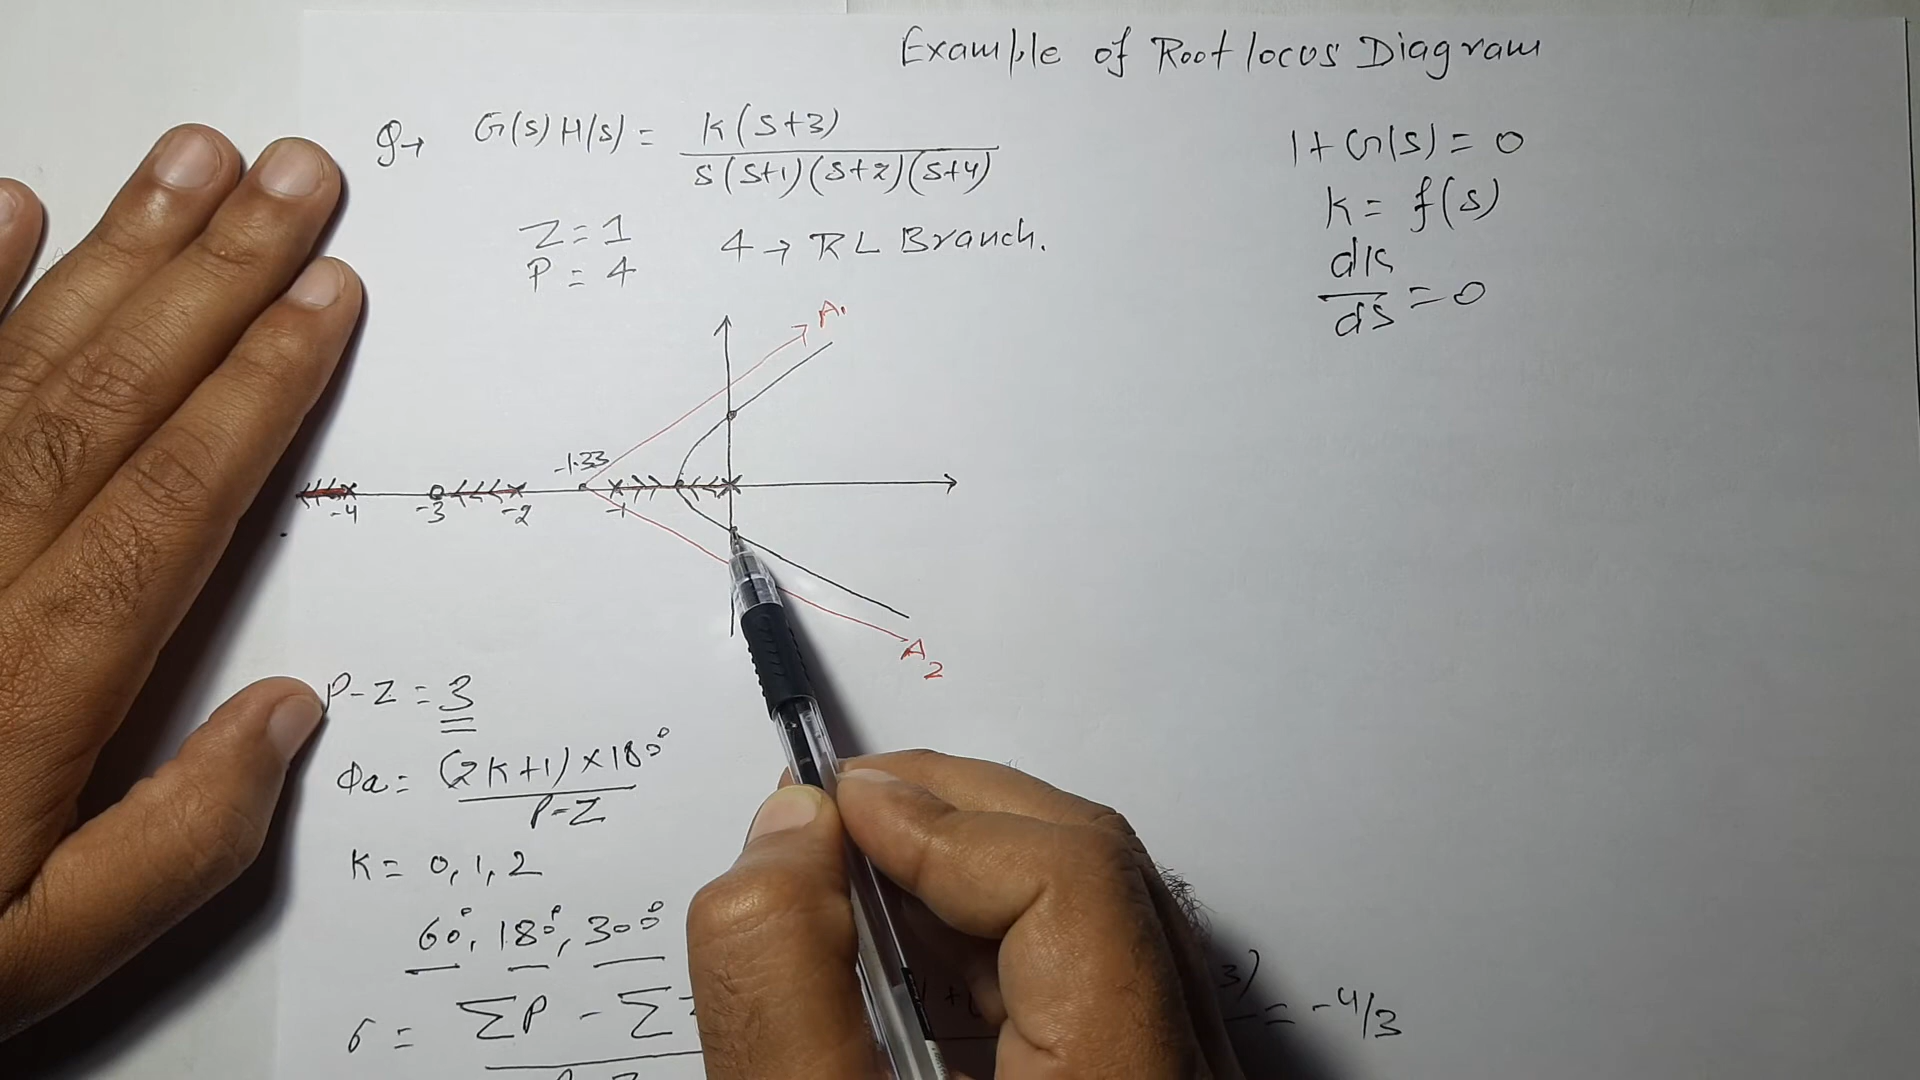 Example of Root locus Diagram
Q→ G(s)H(s) = K(s+3)
s(s+1)(s+2)(s+4)
Z = 1
P = 4
4 → RL Branch.
1 + G(s) = 0
K = f(s)
dK
ds = 0
A1
-1.33
-4 -3 -2 -1
A2
P-Z = 3
Φa = (2K+1)×180°
P-Z
K = 0, 1, 2
60°, 180°, 300°
σ = ΣP - Σ
3)
= -4/3